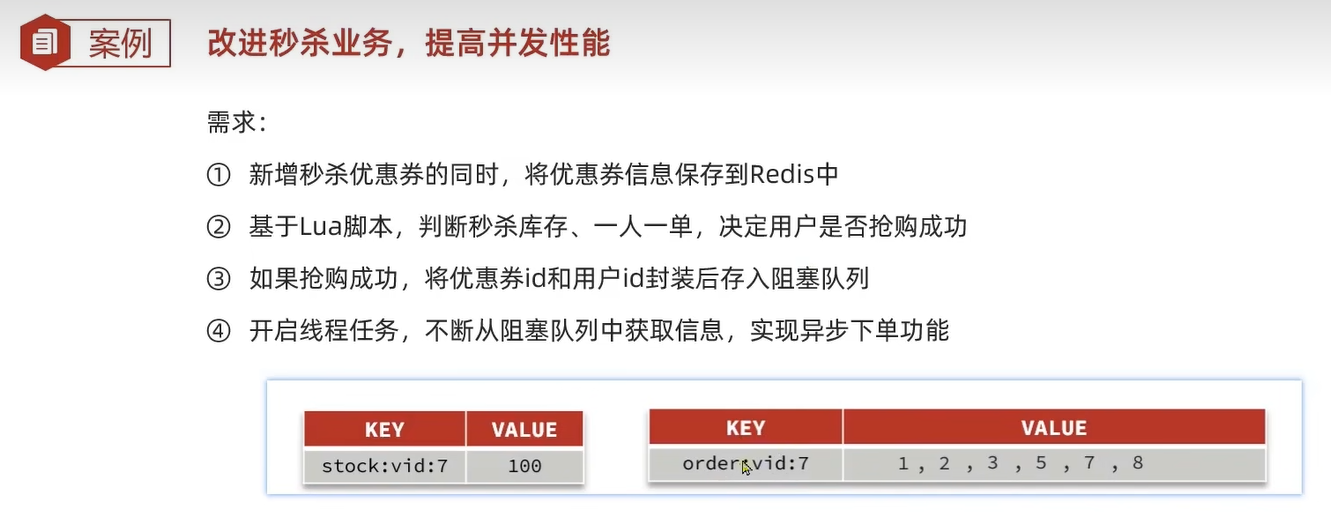 案例
改进秒杀业务，提高并发性能
需求：
① 新增秒杀优惠券的同时，将优惠券信息保存到Redis中
② 基于Lua脚本，判断秒杀库存、一人一单，决定用户是否抢购成功
③ 如果抢购成功，将优惠券id和用户id封装后存入阻塞队列
④ 开启线程任务，不断从阻塞队列中获取信息，实现异步下单功能
KEY VALUE
stock:vid:7 100
KEY VALUE
order:vid:7 1 , 2 , 3 , 5 , 7 , 8